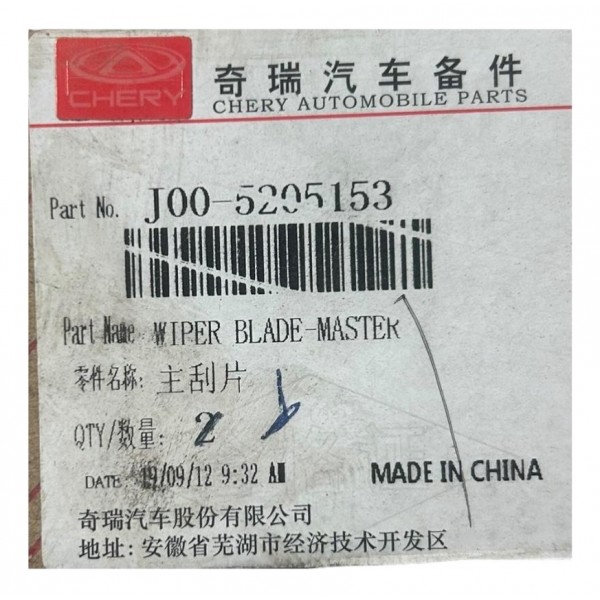 CHERY
奇瑞汽车备件
CHERY AUTOMOBILE PARTS
Part No. J00-5205153
Part Name WIPER BLADE-MASTER
零件名称: 主刮片
QTY/数量: 2
DATE 19/09/12 9:32 AM
MADE IN CHINA
奇瑞汽车股份有限公司
地址: 安徽省芜湖市经济技术开发区